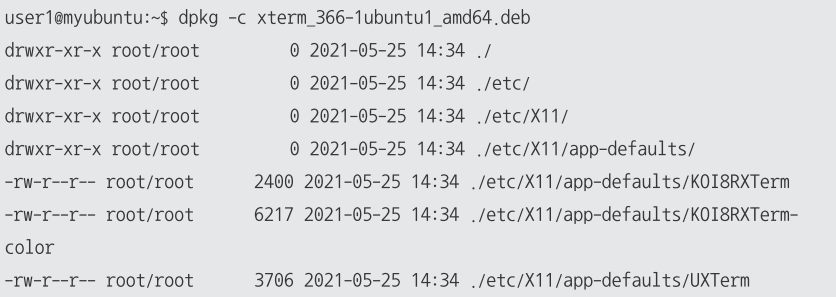 user1@myubuntu:~$ dpkg -c xterm_366-1ubuntu1_amd64.deb
drwxr-xr-x root/root         0 2021-05-25 14:34 ./
drwxr-xr-x root/root         0 2021-05-25 14:34 ./etc/
drwxr-xr-x root/root         0 2021-05-25 14:34 ./etc/X11/
drwxr-xr-x root/root         0 2021-05-25 14:34 ./etc/X11/app-defaults/
-rw-r--r-- root/root      2400 2021-05-25 14:34 ./etc/X11/app-defaults/KOI8RXTerm
-rw-r--r-- root/root      6217 2021-05-25 14:34 ./etc/X11/app-defaults/KOI8RXTerm-
color
-rw-r--r-- root/root      3706 2021-05-25 14:34 ./etc/X11/app-defaults/UXTerm